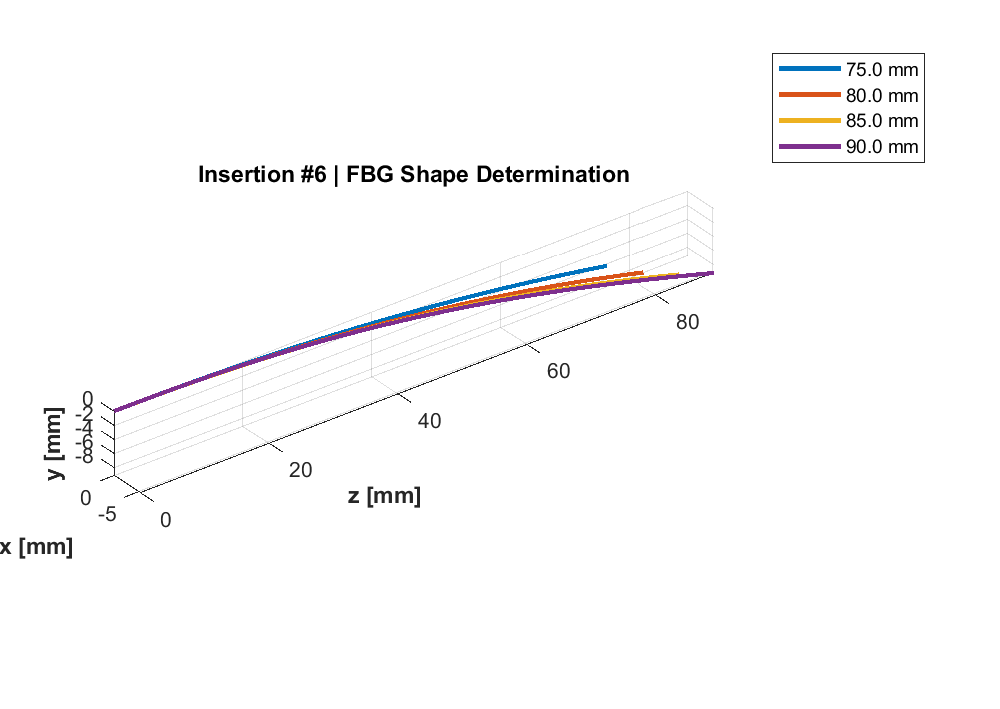 75.0 mm
80.0 mm
85.0 mm
90.0 mm
Insertion #6 | FBG Shape Determination
80
60
0
-2
-4
-6
-8
y [mm]
40
20
z [mm]
0
-5
0
x [mm]